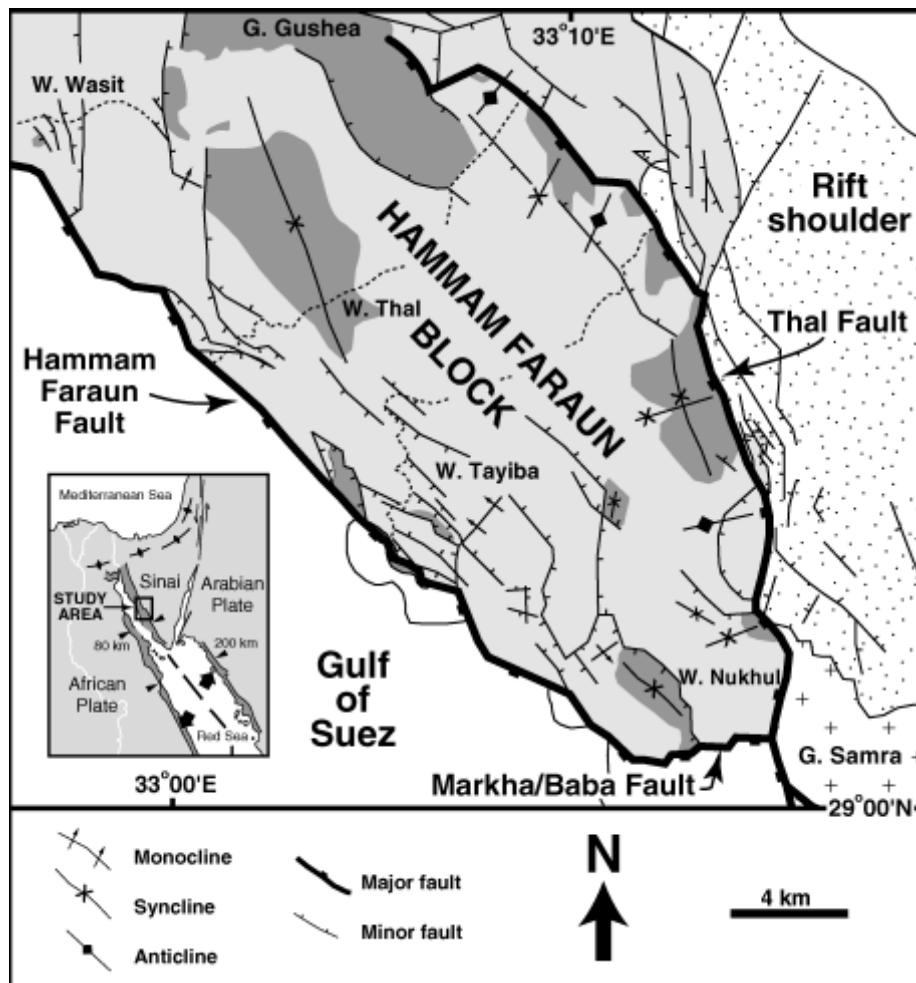 G. Gushea
33°10'E
W. Wasit
Rift
shoulder
HAMMAM FARAUN
BLOCK
W. Thal
Thal Fault
Hammam
Faraun
Fault
W. Tayiba
Mediterranean Sea
Sinai
Arabian
Plate
STUDY
AREA
80 km
200 km
African
Plate
Red Sea
Gulf
of
Suez
W. Nukhul
G. Samra
33°00'E
Markha/Baba Fault
29°00'N
Monocline
Syncline
Anticline
Major fault
Minor fault
N
4 km